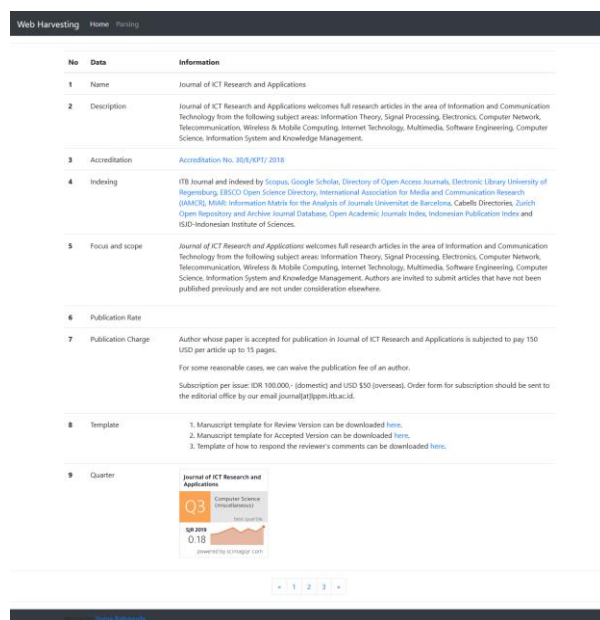 Web Harvesting Home Parsing
No Data Information
1 Name Journal of ICT Research and Applications
2 Description Journal of ICT Research and Applications welcomes full research articles in the area of Information and Communication
Technology from the following subject areas: Information Theory, Signal Processing, Electronics, Computer Network,
Telecommunication, Wireless & Mobile Computing, Internet Technology, Multimedia, Software Engineering, Computer
Science, Information System and Knowledge Management.
3 Accreditation Accreditation No. 30/E/KPT/ 2018
4 Indexing ITB Journal and indexed by Scopus, Google Scholar, Directory of Open Access Journals, Electronic Library University of
Regensburg, EBSCO Open Science Directory, International Association for Media and Communication Research
(IAMCR), MIAR: Information Matrix for the Analysis of Journals Universitat de Barcelona, Cabells Directories, Zurich
Open Repository and Archive Journal Database, Open Academic Journals Index, Indonesian Publication Index and
ISJD-Indonesian Institute of Sciences.
5 Focus and scope Journal of ICT Research and Applications welcomes full research articles in the area of Information and Communication
Technology from the following subject areas: Information Theory, Signal Processing, Electronics, Computer Network,
Telecommunication, Wireless & Mobile Computing, Internet Technology, Multimedia, Software Engineering, Computer
Science, Information System and Knowledge Management. Authors are invited to submit articles that have not been
published previously and are not under consideration elsewhere.
6 Publication Rate
7 Publication Charge Author whose paper is accepted for publication in Journal of ICT Research and Applications is subjected to pay 150
USD per article up to 15 pages.
For some reasonable cases, we can waive the publication fee of an author.
Subscription per issue: IDR 100.000,- (domestic) and USD $50 (overseas). Order form for subscription should be sent to
the editorial office by our email journal[at]lppm.itb.ac.id.
8 Template 1. Manuscript template for Review Version can be downloaded here.
2. Manuscript template for Accepted Version can be downloaded here.
3. Template of how to respond the reviewer's comments can be downloaded here.
9 Quarter Journal of ICT Research and
Applications
Q3 Computer Science
(miscellaneous)
best quartile
SJR 2019
0.18
powered by scimagojr.com
« 1 2 3 »